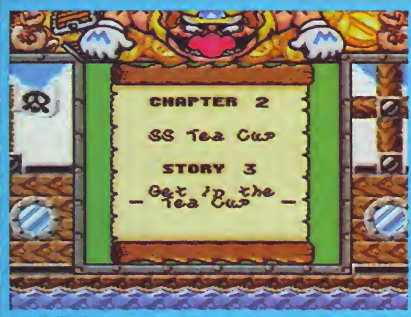 CHAPTER 2
SS Tea Cup
STORY 3
Get in the
- Tea Cup -